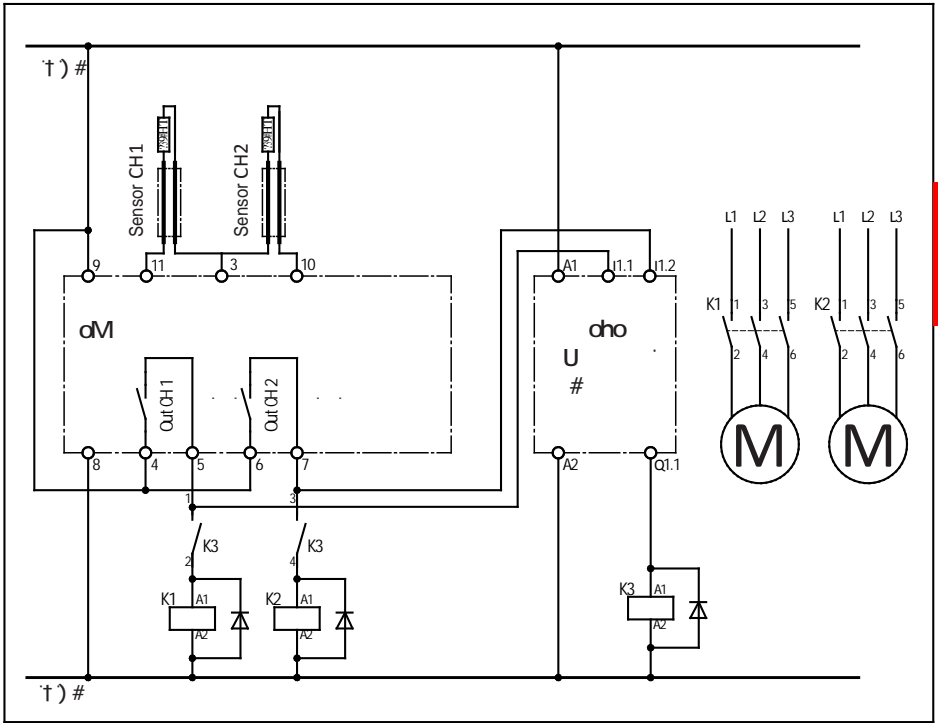 Sensor CH1
Sensor CH2
L1 L2 L3
L1 L2 L3
9 11 3 10
A1 I1.1 I1.2
K1 1 3 5
K2 1 3 5
2 4 6
2 4 6
Out CH1
Out CH2
M M
8 4 5 6 7
A2 Q1.1
1 3
K3 K3
2 4
K1 A1
A2
K2 A1
A2
K3 A1
A2